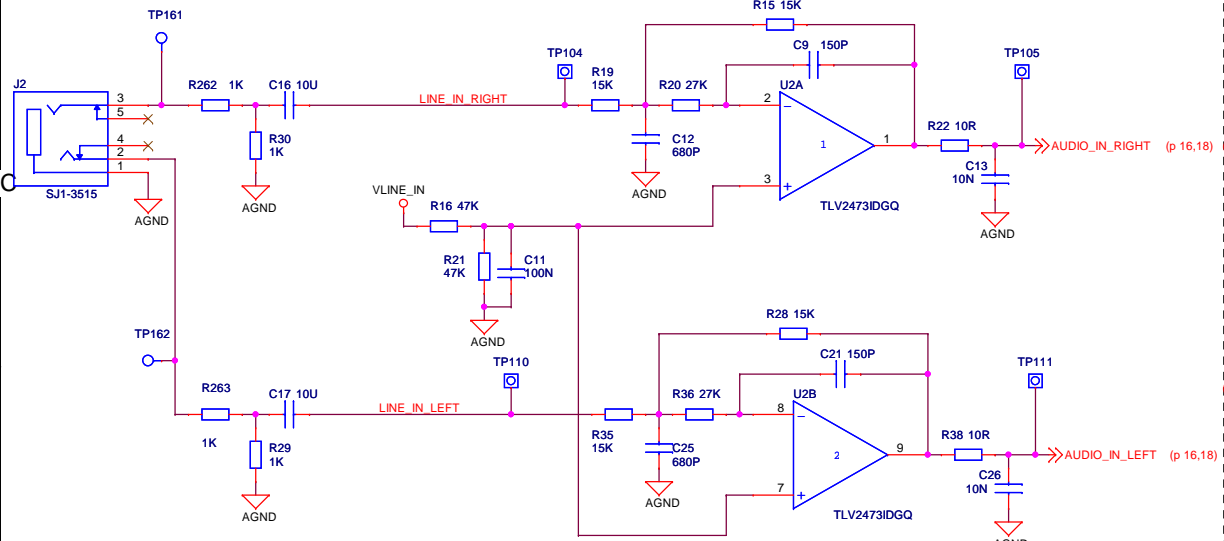 R15 15K
TP161
C9 150P
TP104
TP105
J2
R262 1K
C16 10U
R19
15K
R20 27K
U2A
3
LINE_IN_RIGHT
2
5
R30
1K
C12
680P
1
1
R22 10R
4
AUDIO_IN_RIGHT (p 16,18)
2
C13
10N
1
3
C
SJ1-3515
AGND
VLINE_IN
AGND
TLV2473IDGQ
AGND
R16 47K
AGND
R21
47K
C11
100N
R28 15K
TP162
AGND
C21 150P
TP110
TP111
R263
C17 10U
R36 27K
U2B
LINE_IN_LEFT
8
1K
R29
1K
R35
15K
C25
680P
2
9
R38 10R
AUDIO_IN_LEFT (p 16,18)
C26
10N
7
AGND
AGND
TLV2473IDGQ
AGND